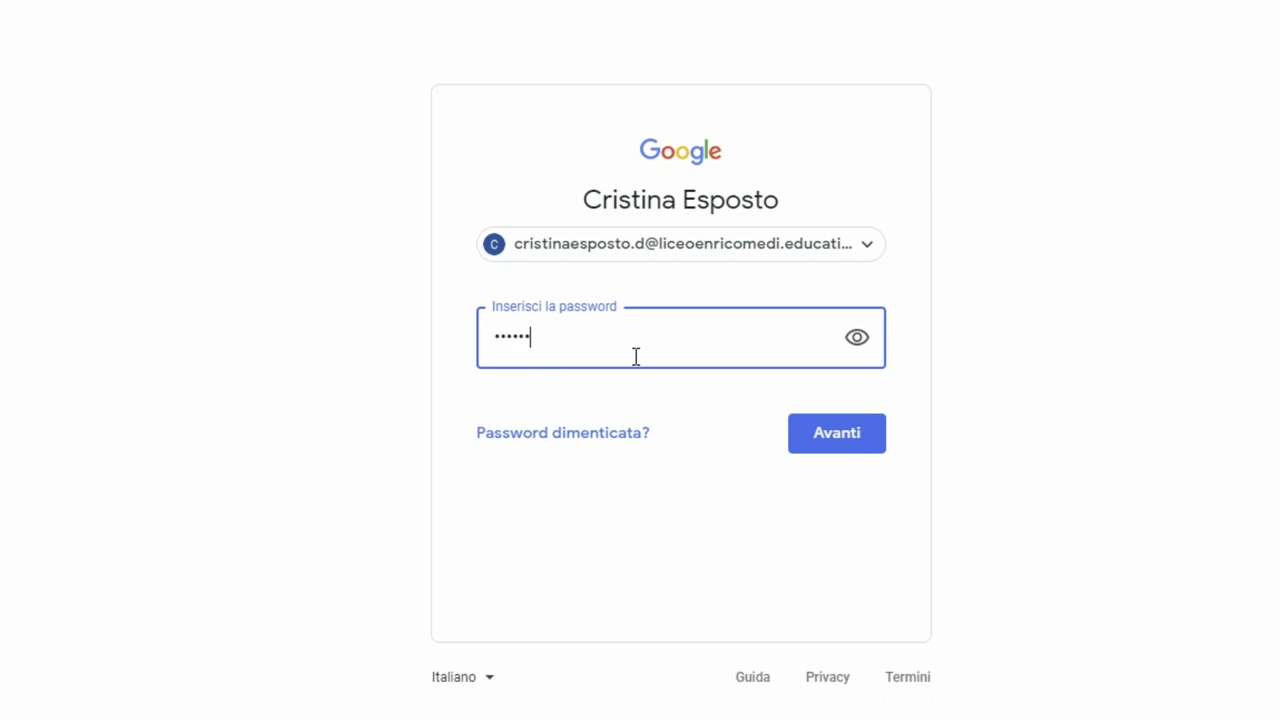 Google
Cristina Esposto
C cristinaesposto.d@liceoenricomedi.educati...
Inserisci la password
••••••
Password dimenticata? Avanti
Italiano Guida Privacy Termini